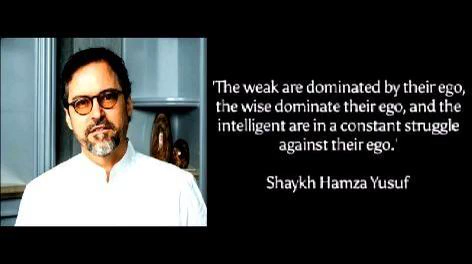 'The weak are dominated by their ego,
the wise dominate their ego, and the
intelligent are in a constant struggle
against their ego.'
Shaykh Hamza Yusuf